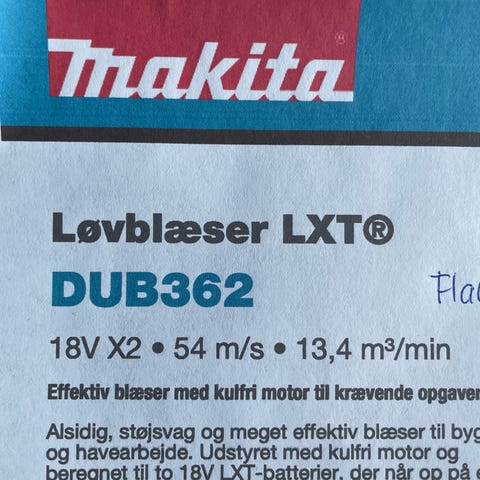 makita®
Løvblæser LXT®
DUB362
18V X2 • 54 m/s • 13,4 m³/min
Effektiv blæser med kulfri motor til krævende opgaver
Alsidig, støjsvag og meget effektiv blæser til
og havearbejde. Udstyret med kulfri motor og
beregnet til to 18V LXT-batterier, der når op på